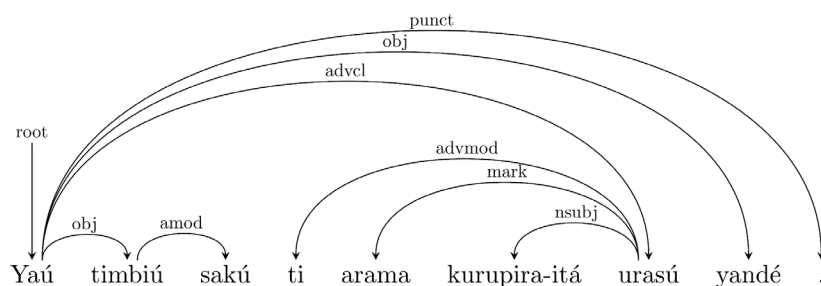 punct
obj
advcl
root
advmod
mark
nsubj
obj
amod
Yaú timbiú sakú ti arama kurupira-itá urasú yandé .